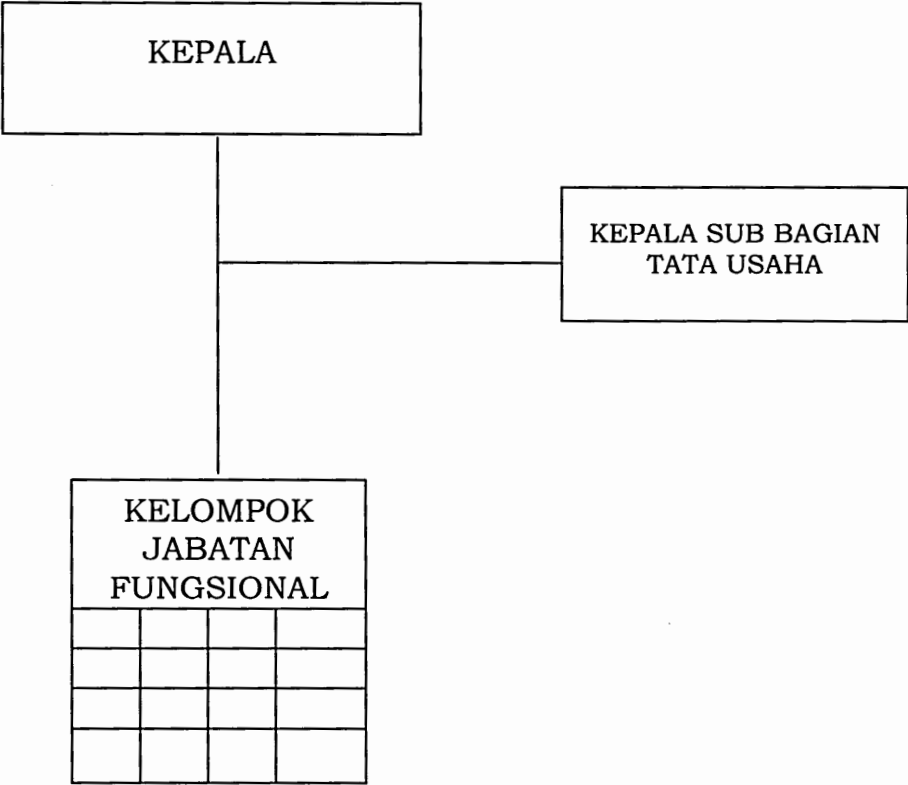 KEPALA
KEPALA SUB BAGIAN
TATA USAHA
KELOMPOK
JABATAN
FUNGSIONAL